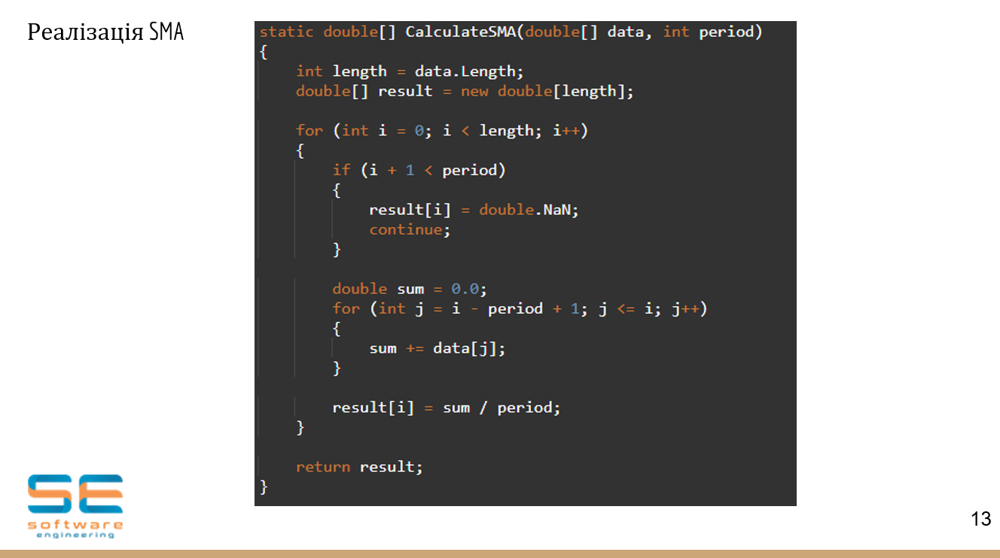 Реалізація SMA
static double[] CalculateSMA(double[] data, int period)
{
    int length = data.Length;
    double[] result = new double[length];
    for (int i = 0; i < length; i++)
    {
        if (i + 1 < period)
        {
            result[i] = double.NaN;
            continue;
        }
        double sum = 0.0;
        for (int j = i - period + 1; j <= i; j++)
        {
            sum += data[j];
        }
        result[i] = sum / period;
    }
    return result;
}
SE
software
engineering
13